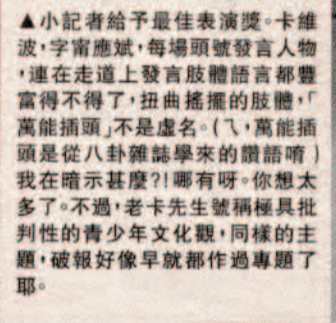 ▲小記者給予最佳表演獎。卡維
波,字甯應斌,每場頭號發言人物
,連在走道上發言肢體語言都豐
富得不得了,扭曲搖擺的肢體,「
萬能插頭」不是虛名。(ㄟ,萬能插
頭是從八卦雜誌學來的讚語唷)
我在暗示甚麼?!哪有呀。你想太
多了。不過,老卡先生號稱極具批
判性的青少年文化觀,同樣的主
題,破報好像早就都作過專題了
耶。